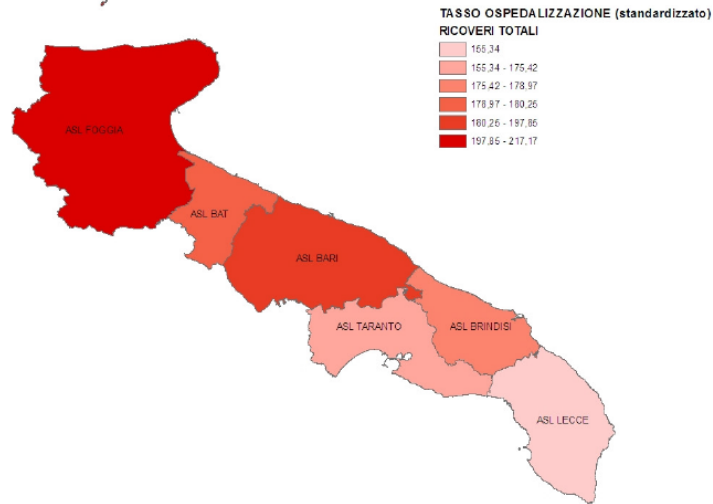 TASSO OSPEDALIZZAZIONE (standardizzato)
RICOVERI TOTALI
155,34
155,34 - 175,42
175,42 - 178,97
178,97 - 180,25
180,25 - 197,85
197,85 - 217,17
ASL FOGGIA
ASL BAT
ASL BARI
ASL TARANTO
ASL BRINDISI
ASL LECCE